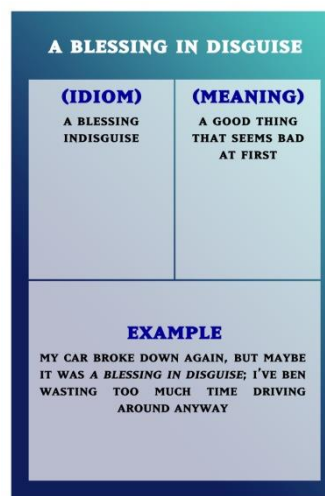 A BLESSING IN DISGUISE
(IDIOM)
A BLESSING
INDISGUISE
(MEANING)
A GOOD THING
THAT SEEMS BAD
AT FIRST
EXAMPLE
MY CAR BROKE DOWN AGAIN, BUT MAYBE
IT WAS A BLESSING IN DISGUISE; I'VE BEN
WASTING TOO MUCH TIME DRIVING
AROUND ANYWAY